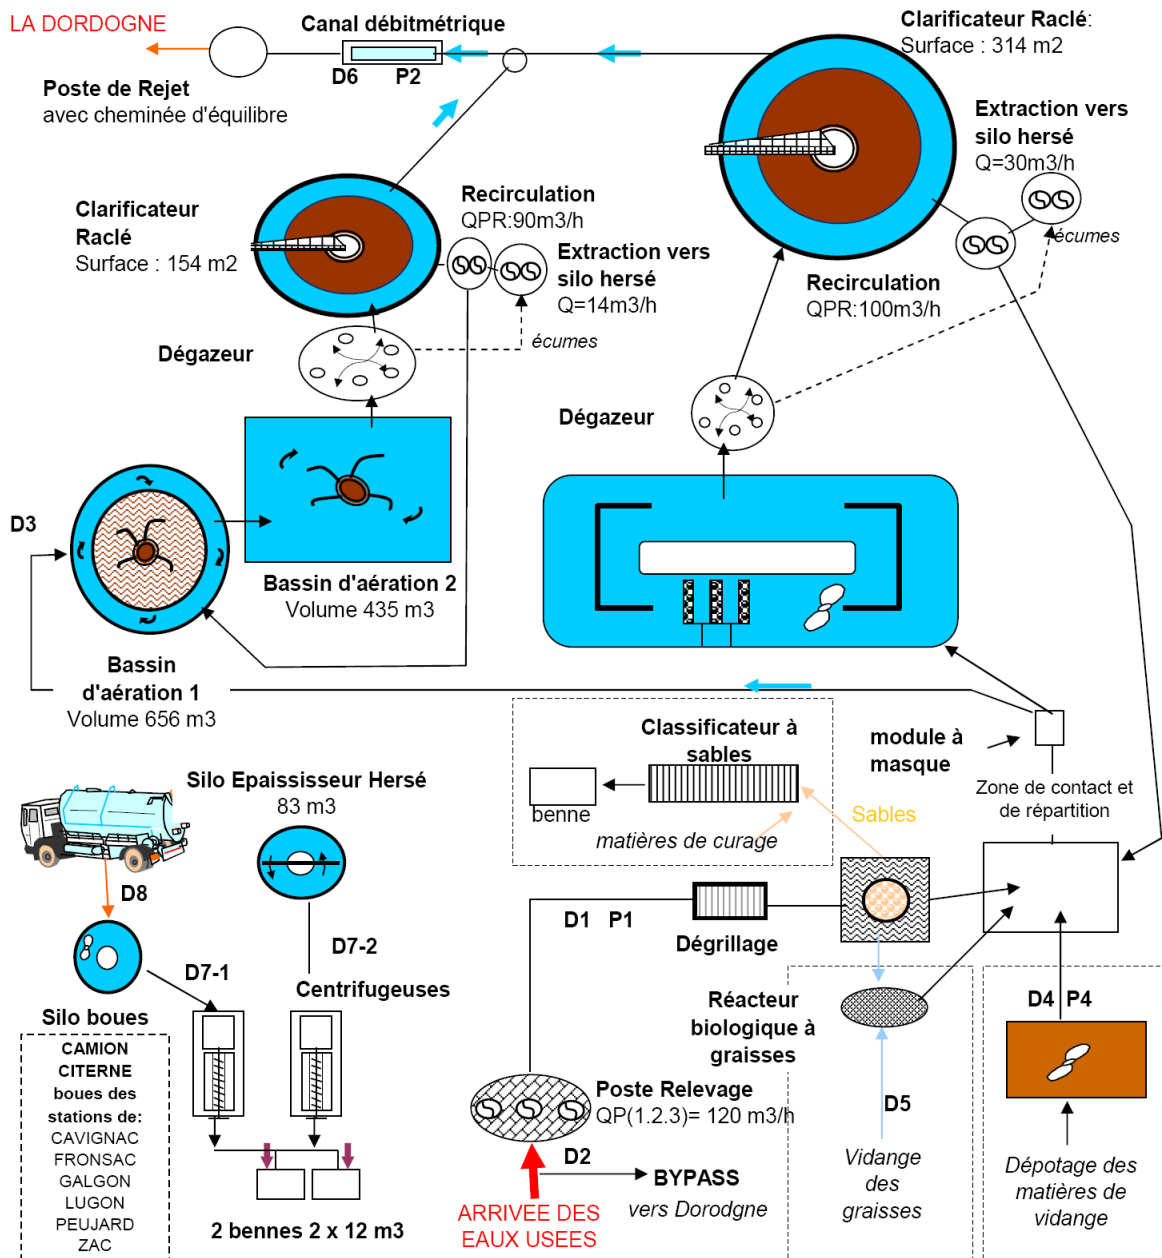 LA DORDOGNE
Canal débitmétrique
D6
P2
Poste de Rejet
avec cheminée d'équilibre
Clarificateur Raclé:
Surface : 314 m2
Extraction vers
silo hersé
Q=30m3/h
écumes
Recirculation
QPR:100m3/h
Clarificateur
Raclé
Surface : 154 m2
Recirculation
QPR:90m3/h
Extraction vers
silo hersé
Q=14m3/h
écumes
Dégazeur
Dégazeur
D3
Bassin d'aération 2
Volume 435 m3
Bassin
d'aération 1
Volume 656 m3
Classificateur à
sables
benne
matières de curage
Sables
module à
masque
Zone de contact et
de répartition
Silo Epaississeur Hersé
83 m3
D8
D7-1
D7-2
Centrifugeuses
Silo boues
CAMION
CITERNE
boues des
stations de:
CAVIGNAC
FRONSAC
GALGON
LUGON
PEUJARD
ZAC
2 bennes 2 x 12 m3
D1
P1
Dégrillage
Réacteur
biologique à
graisses
Poste Relevage
QP(1.2.3)= 120 m3/h
D2
BYPASS
vers Dorodgne
ARRIVEE DES
EAUX USEES
D5
Vidange
des
graisses
D4
P4
Dépotage des
matières de
vidange